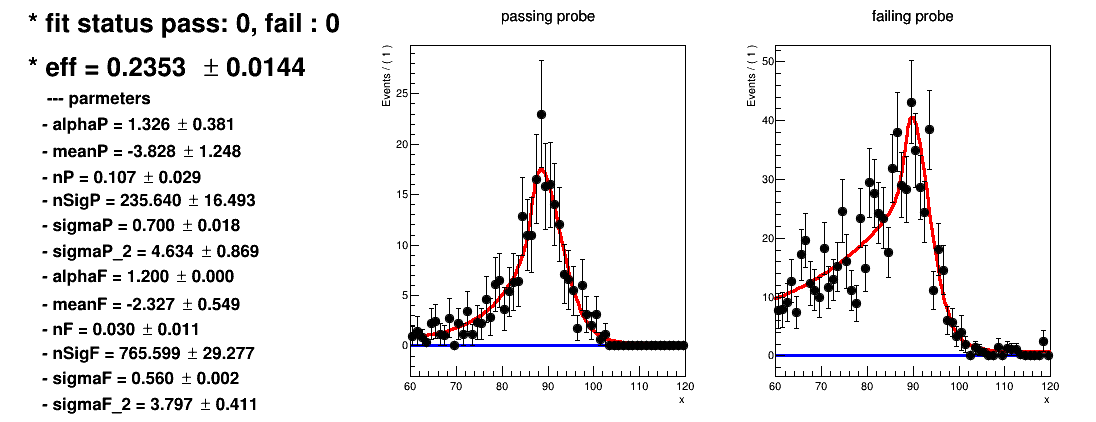 * fit status pass: 0, fail : 0
* eff = 0.2353 ± 0.0144
--- parmeters
- alphaP = 1.326 ± 0.381
- meanP = -3.828 ± 1.248
- nP = 0.107 ± 0.029
- nSigP = 235.640 ± 16.493
- sigmaP = 0.700 ± 0.018
- sigmaP_2 = 4.634 ± 0.869
- alphaF = 1.200 ± 0.000
- meanF = -2.327 ± 0.549
- nF = 0.030 ± 0.011
- nSigF = 765.599 ± 29.277
- sigmaF = 0.560 ± 0.002
- sigmaF_2 = 3.797 ± 0.411
passing probe
Events / ( 1 )
25
20
15
10
5
0
60 70 80 90 100 110 120
x
failing probe
Events / ( 1 )
50
40
30
20
10
0
60 70 80 90 100 110 120
x